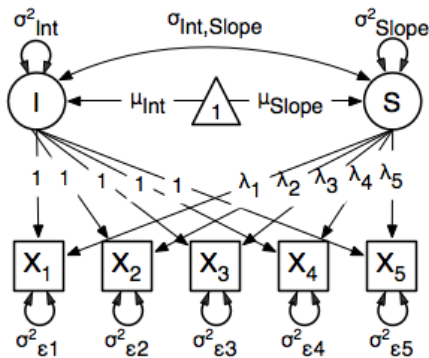 σ²Int σInt,Slope σ²Slope
I μInt 1 μSlope S
1 1 1 1 1 λ1 λ2 λ3 λ4 λ5
X1 X2 X3 X4 X5
σ²ε1 σ²ε2 σ²ε3 σ²ε4 σ²ε5